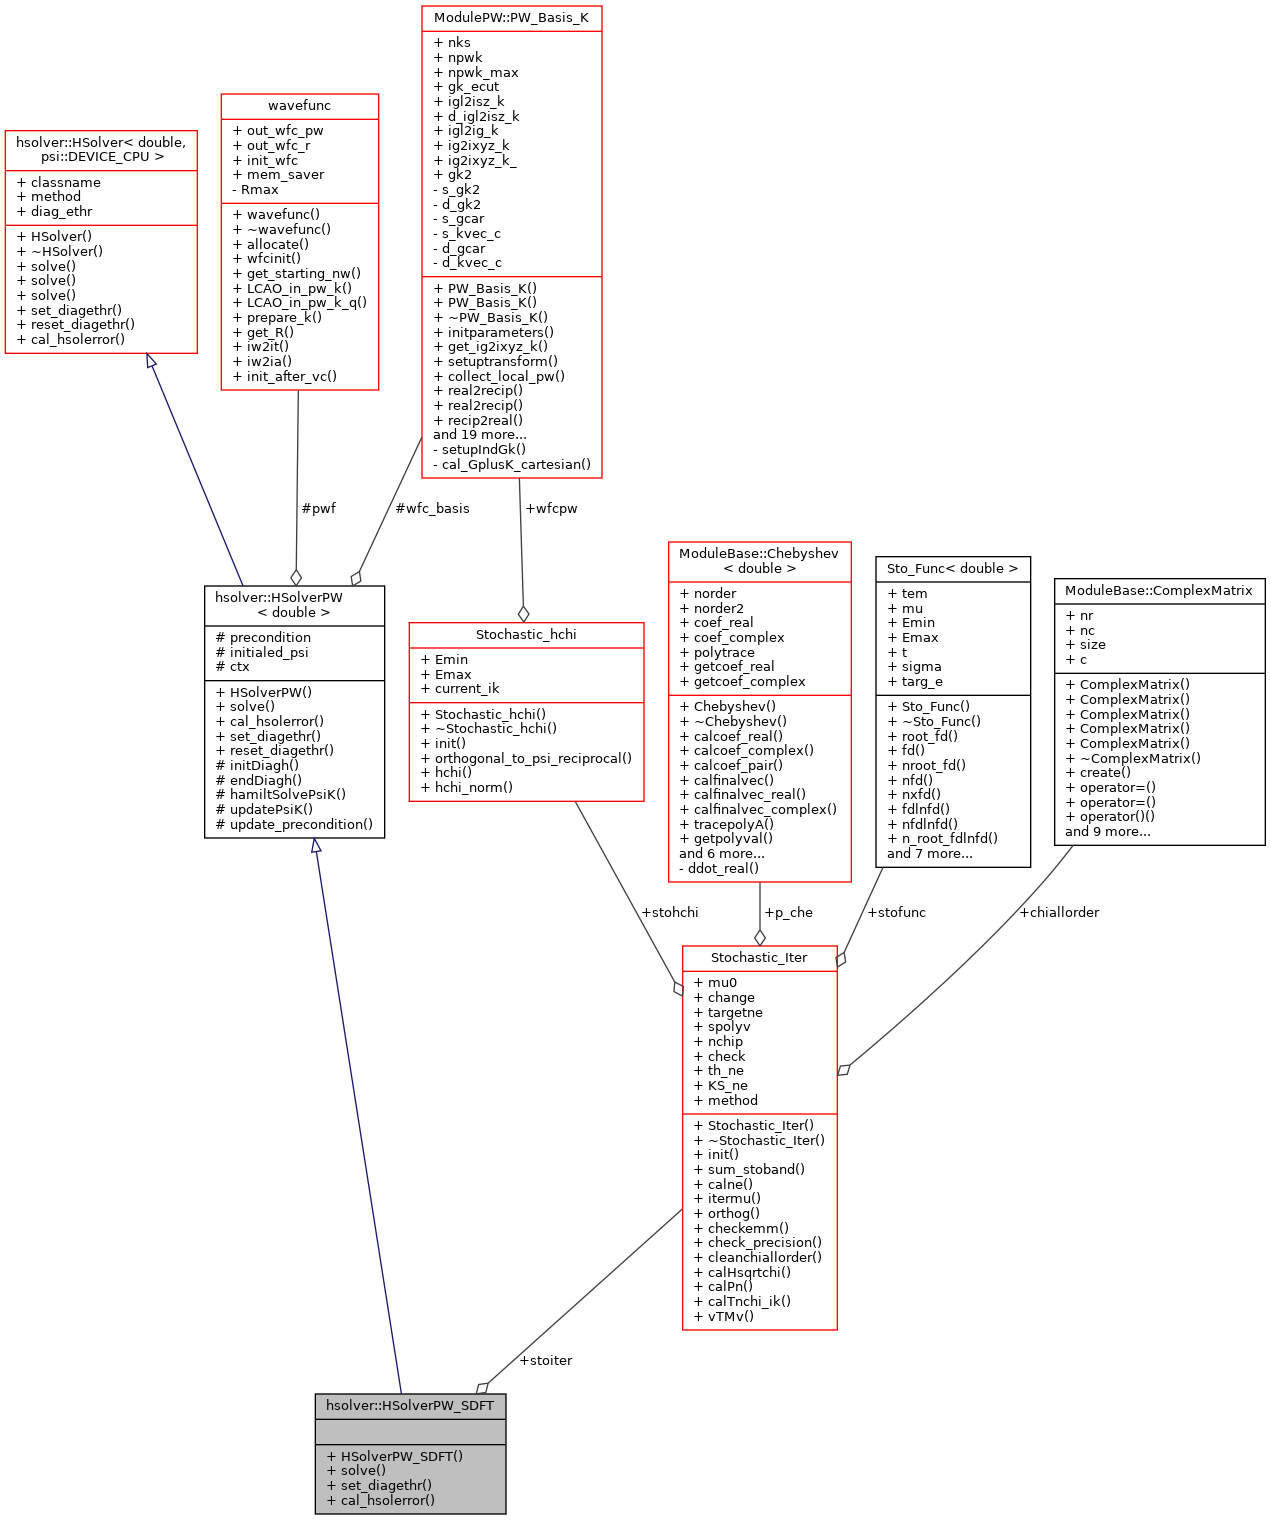 ModulePW::PW_Basis_K
+ nks
+ npwk
+ npwk_max
+ gk_ecut
+ igl2isz_k
+ d_igl2isz_k
+ igl2ig_k
+ ig2ixyz_k
+ ig2ixyz_k_
+ gk2
- s_gk2
- d_gk2
- s_gcar
- s_kvec_c
- d_gcar
- d_kvec_c
+ PW_Basis_K()
+ PW_Basis_K()
+ ~PW_Basis_K()
+ initparameters()
+ get_ig2ixyz_k()
+ setuptransform()
+ collect_local_pw()
+ real2recip()
+ real2recip()
+ recip2real()
and 19 more...
- setupIndGk()
- cal_GplusK_cartesian()
wavefunc
+ out_wfc_pw
+ out_wfc_r
+ init_wfc
+ mem_saver
- Rmax
+ wavefunc()
+ ~wavefunc()
+ allocate()
+ wfcinit()
+ get_starting_nw()
+ LCAO_in_pw_k()
+ LCAO_in_pw_k_q()
+ prepare_k()
+ get_R()
+ iw2it()
+ iw2ia()
+ init_after_vc()
hsolver::HSolver< double,
psi::DEVICE_CPU >
+ classname
+ method
+ diag_ethr
+ HSolver()
+ ~HSolver()
+ solve()
+ solve()
+ solve()
+ set_diagethr()
+ reset_diagethr()
+ cal_hsolerror()
#pwf
#wfc_basis
+wfcpw
hsolver::HSolverPW
< double >
# precondition
# initialed_psi
# ctx
+ HSolverPW()
+ solve()
+ cal_hsolerror()
+ set_diagethr()
+ reset_diagethr()
# initDiagh()
# endDiagh()
# hamiltSolvePsiK()
# updatePsiK()
# update_precondition()
Stochastic_hchi
+ Emin
+ Emax
+ current_ik
+ Stochastic_hchi()
+ ~Stochastic_hchi()
+ init()
+ orthogonal_to_psi_reciprocal()
+ hchi()
+ hchi_norm()
ModuleBase::Chebyshev
< double >
+ norder
+ norder2
+ coef_real
+ coef_complex
+ polytrace
+ getcoef_real
+ getcoef_complex
+ Chebyshev()
+ ~Chebyshev()
+ calcoef_real()
+ calcoef_complex()
+ calcoef_pair()
+ calfinalvec()
+ calfinalvec_real()
+ calfinalvec_complex()
+ tracepolyA()
+ getpolyval()
and 6 more...
- ddot_real()
Sto_Func< double >
+ tem
+ mu
+ Emin
+ Emax
+ t
+ sigma
+ targ_e
+ Sto_Func()
+ ~Sto_Func()
+ root_fd()
+ fd()
+ nroot_fd()
+ nfd()
+ nxfd()
+ fdlnfd()
+ nfdlnfd()
+ n_root_fdlnfd()
and 7 more...
ModuleBase::ComplexMatrix
+ nr
+ nc
+ size
+ c
+ ComplexMatrix()
+ ComplexMatrix()
+ ComplexMatrix()
+ ComplexMatrix()
+ ComplexMatrix()
+ ~ComplexMatrix()
+ create()
+ operator=()
+ operator=()
+ operator()()
and 9 more...
+stohchi
+p_che
+stofunc
+chiallorder
Stochastic_Iter
+ mu0
+ change
+ targetne
+ spolyv
+ nchip
+ check
+ th_ne
+ KS_ne
+ method
+ Stochastic_Iter()
+ ~Stochastic_Iter()
+ init()
+ sum_stoband()
+ calne()
+ itermu()
+ orthog()
+ checkemm()
+ check_precision()
+ cleanchiallorder()
+ calHsqrtchi()
+ calPn()
+ calTnchi_ik()
+ vTMv()
+stoiter
hsolver::HSolverPW_SDFT
+ HSolverPW_SDFT()
+ solve()
+ set_diagethr()
+ cal_hsolerror()